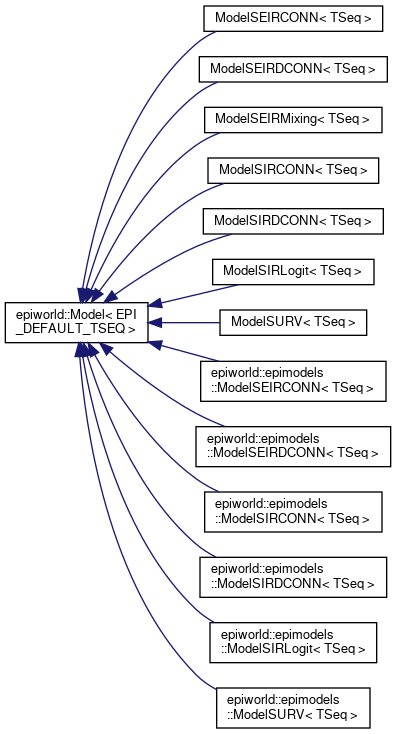 ModelSEIRCONN< TSeq >
ModelSEIRDCONN< TSeq >
ModelSEIRMixing< TSeq >
ModelSIRCONN< TSeq >
ModelSIRDCONN< TSeq >
ModelSIRLogit< TSeq >
epiworld::Model< EPI
_DEFAULT_TSEQ >
ModelSURV< TSeq >
epiworld::epimodels
::ModelSEIRCONN< TSeq >
epiworld::epimodels
::ModelSEIRDCONN< TSeq >
epiworld::epimodels
::ModelSIRCONN< TSeq >
epiworld::epimodels
::ModelSIRDCONN< TSeq >
epiworld::epimodels
::ModelSIRLogit< TSeq >
epiworld::epimodels
::ModelSURV< TSeq >